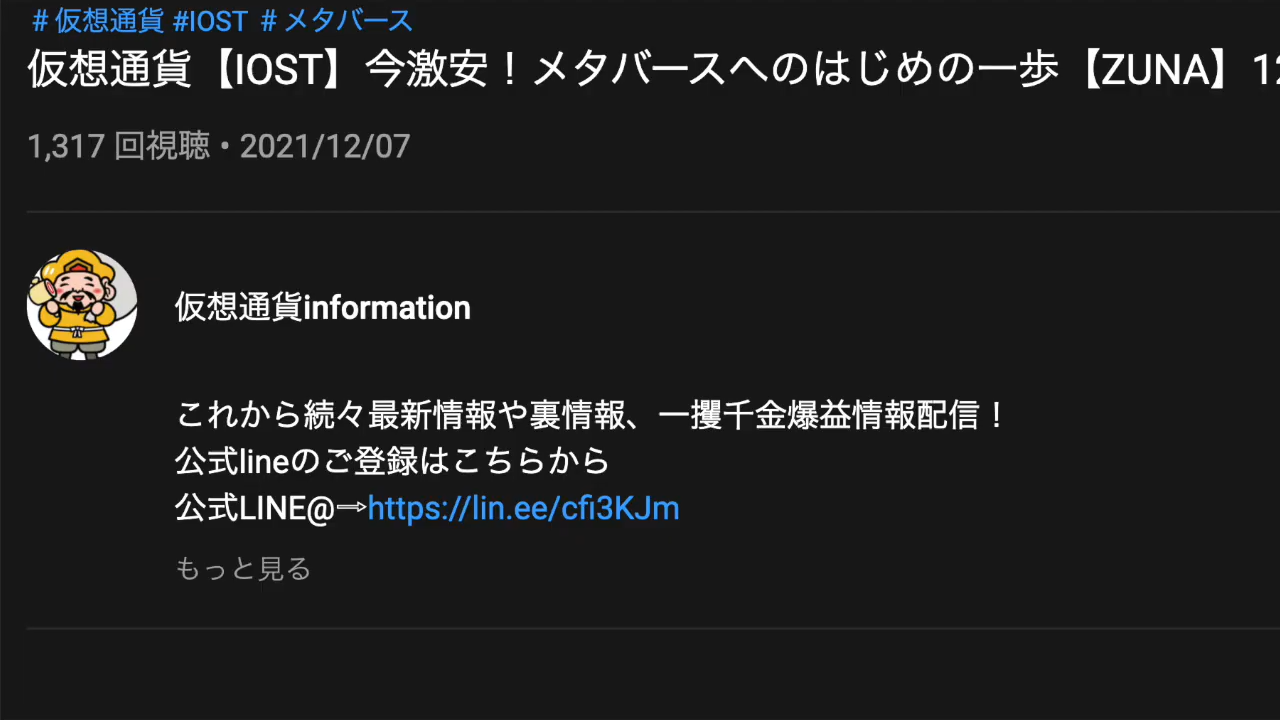 #仮想通貨 #IOST #メタバース
仮想通貨【IOST】今激安！メタバースへのはじめの一歩【ZUNA】
1,317 回視聴・2021/12/07
仮想通貨information
これから続々最新情報や裏情報、一攫千金爆益情報配信！
公式lineのご登録はこちらから
公式LINE@⇨https://lin.ee/cfi3KJm
もっと見る